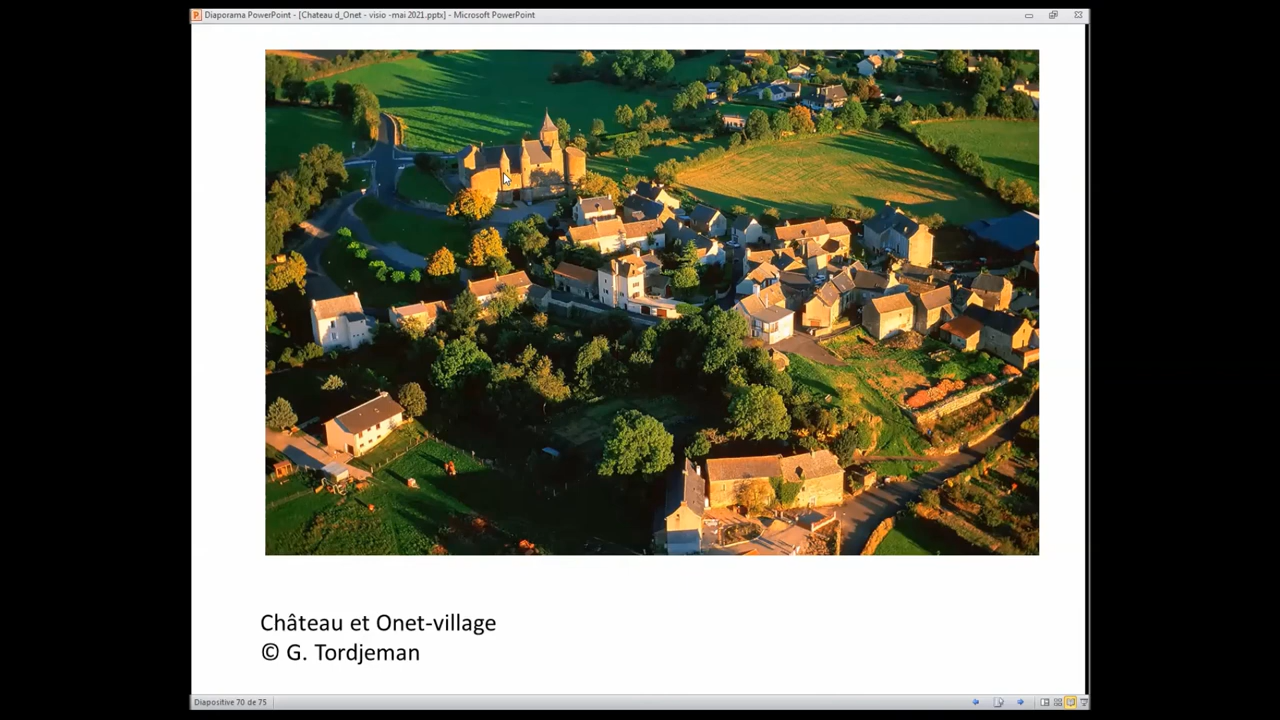 Diaporama PowerPoint - [Chateau d_Onet - visio -mai 2021.pptx] - Microsoft PowerPoint
Château et Onet-village
© G. Tordjeman
Diapositive 70 de 75